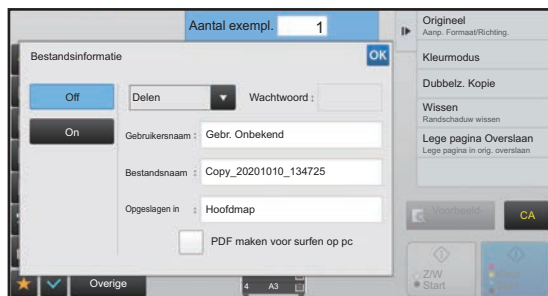 Aantal exempl. 1
Bestandsinformatie
OK
Off
On
Delen
Wachtwoord :
Gebruikersnaam : Gebr. Onbekend
Bestandsnaam : Copy_20201010_134725
Opgeslagen in : Hoofdmap
PDF maken voor surfen op pc
Overige
4 A3
Origineel
Aanp. Formaat/Richting.
Kleurmodus
Dubbelz. Kopie
Wissen
Randschaduw wissen
Lege pagina Overslaan
Lege pagina in orig. overslaan
Voorbeeld-
CA
Z/W
Start